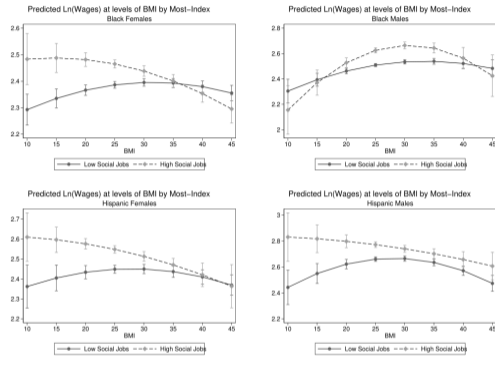 Predicted Ln(Wages) at levels of BMI by Most−Index
Black Females
2.6
2.5
2.4
2.3
2.2
10 15 20 25 30 35 40 45
BMI
Low Social Jobs High Social Jobs
Predicted Ln(Wages) at levels of BMI by Most−Index
Black Males
2.8
2.6
2.4
2.2
2
10 15 20 25 30 35 40 45
BMI
Low Social Jobs High Social Jobs
Predicted Ln(Wages) at levels of BMI by Most−Index
Hispanic Females
2.7
2.6
2.5
2.4
2.3
2.2
10 15 20 25 30 35 40 45
BMI
Low Social Jobs High Social Jobs
Predicted Ln(Wages) at levels of BMI by Most−Index
Hispanic Males
3
2.8
2.6
2.4
2.2
10 15 20 25 30 35 40 45
BMI
Low Social Jobs High Social Jobs